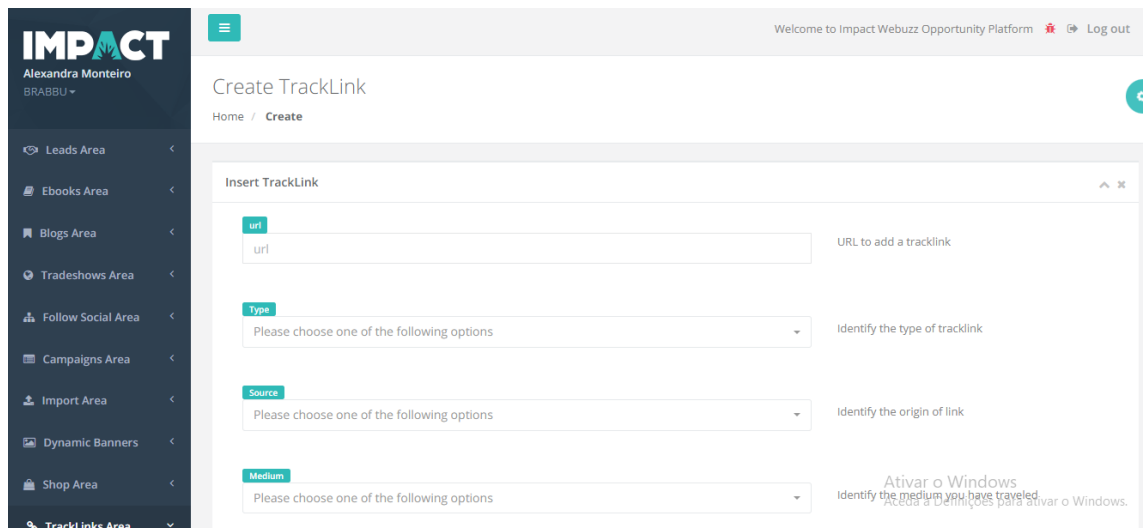 IMPACT
Alexandra Monteiro
BRABBU
Leads Area
Ebooks Area
Blogs Area
Tradeshows Area
Follow Social Area
Campaigns Area
Import Area
Dynamic Banners
Shop Area
TrackLinks Area
Welcome to Impact Webuzz Opportunity Platform
Log out
Create TrackLink
Home / Create
Insert TrackLink
url
url
URL to add a tracklink
Type
Please choose one of the following options
Identify the type of tracklink
Source
Please choose one of the following options
Identify the origin of link
Medium
Please choose one of the following options
Identify the medium you have traveled
Ativar o Windows
Aceda a Definições para ativar o Windows.